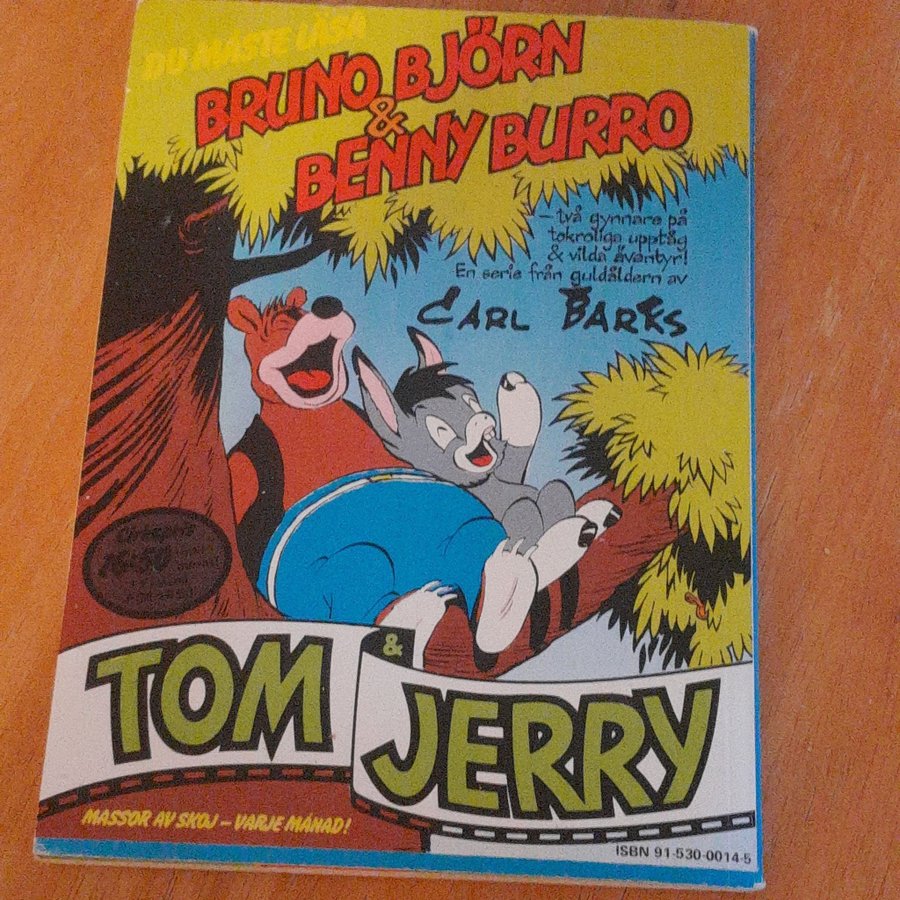 DU MÅSTE LÄSA
BRUNO BJÖRN
&
BENNY BURRO
– två gynnare på
tokroliga upptåg
& vilda äventyr!
En serie från guldåldern av
CARL BARKS
TOM
&
JERRY
MASSOR AV SKOJ – VARJE MÅNAD!
ISBN 91-530-0014-5